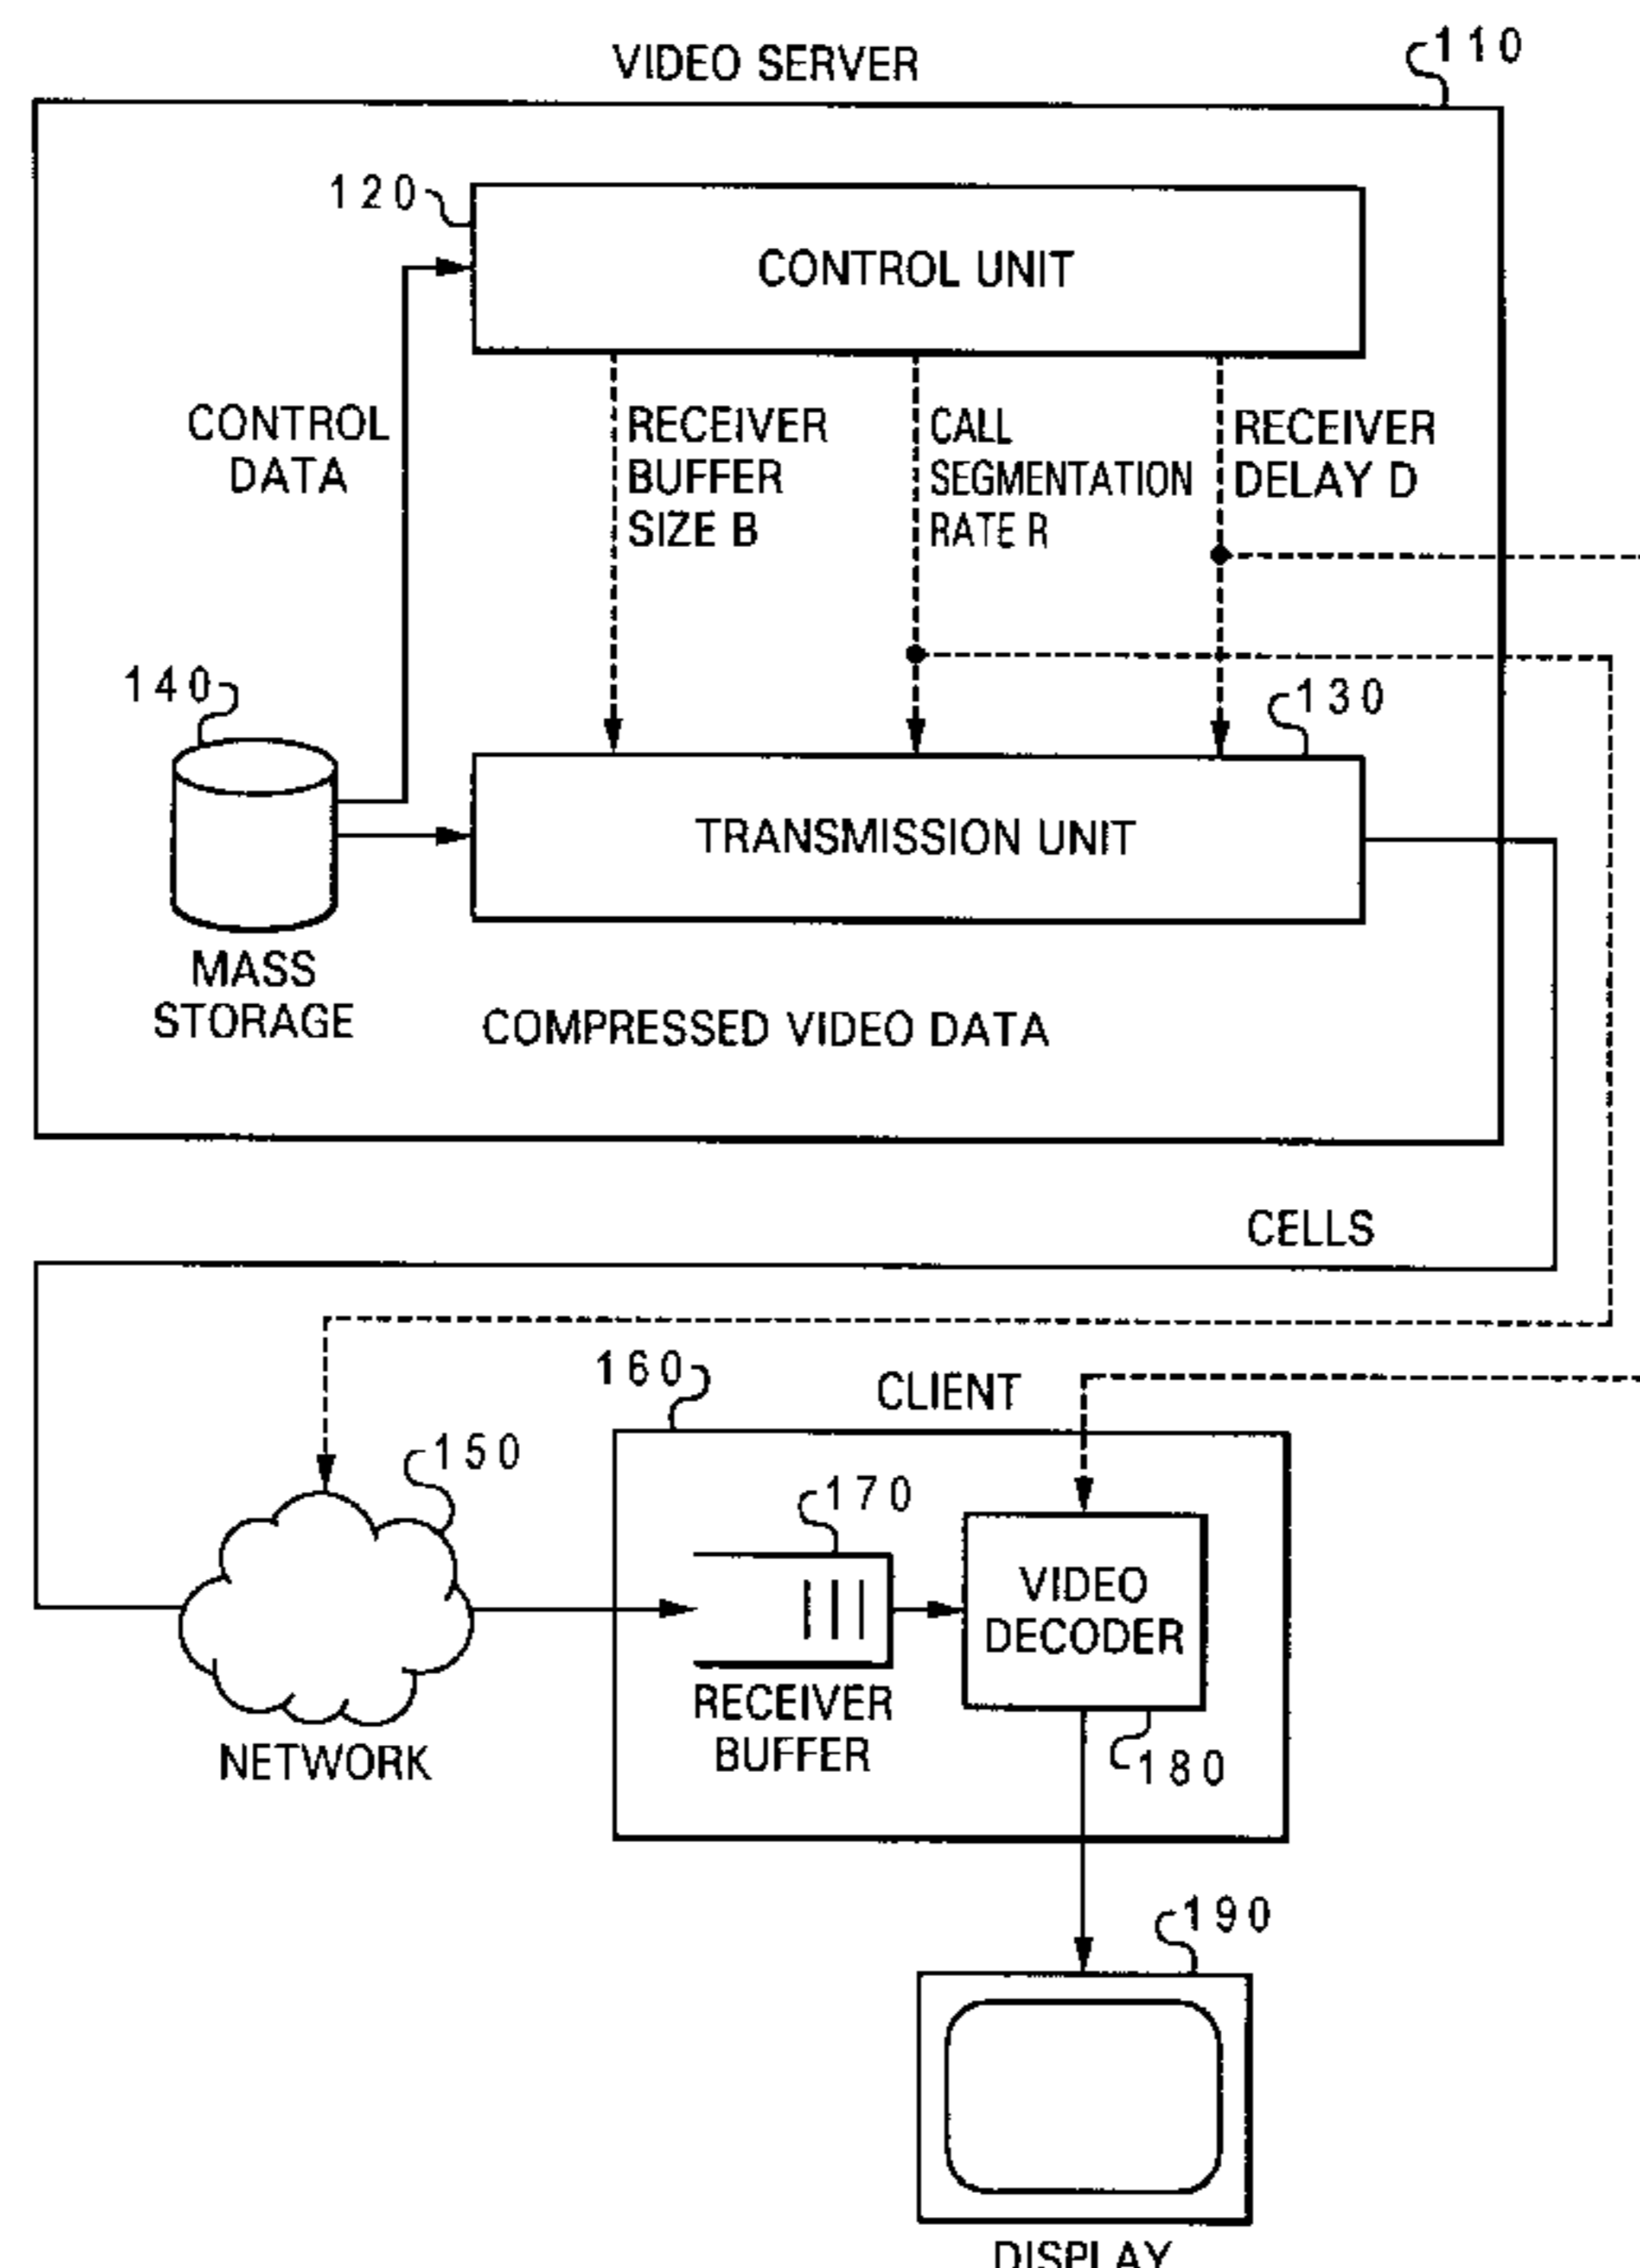 VIDEO SERVER
110
120
CONTROL UNIT
CONTROL
DATA
RECEIVER
BUFFER
SIZE B
CALL
SEGMENTATION
RATE R
RECEIVER
DELAY D
140
130
TRANSMISSION UNIT
MASS
STORAGE
COMPRESSED VIDEO DATA
CELLS
160
CLIENT
150
170
VIDEO
DECODER
RECEIVER
BUFFER
180
NETWORK
190
DISPLAY